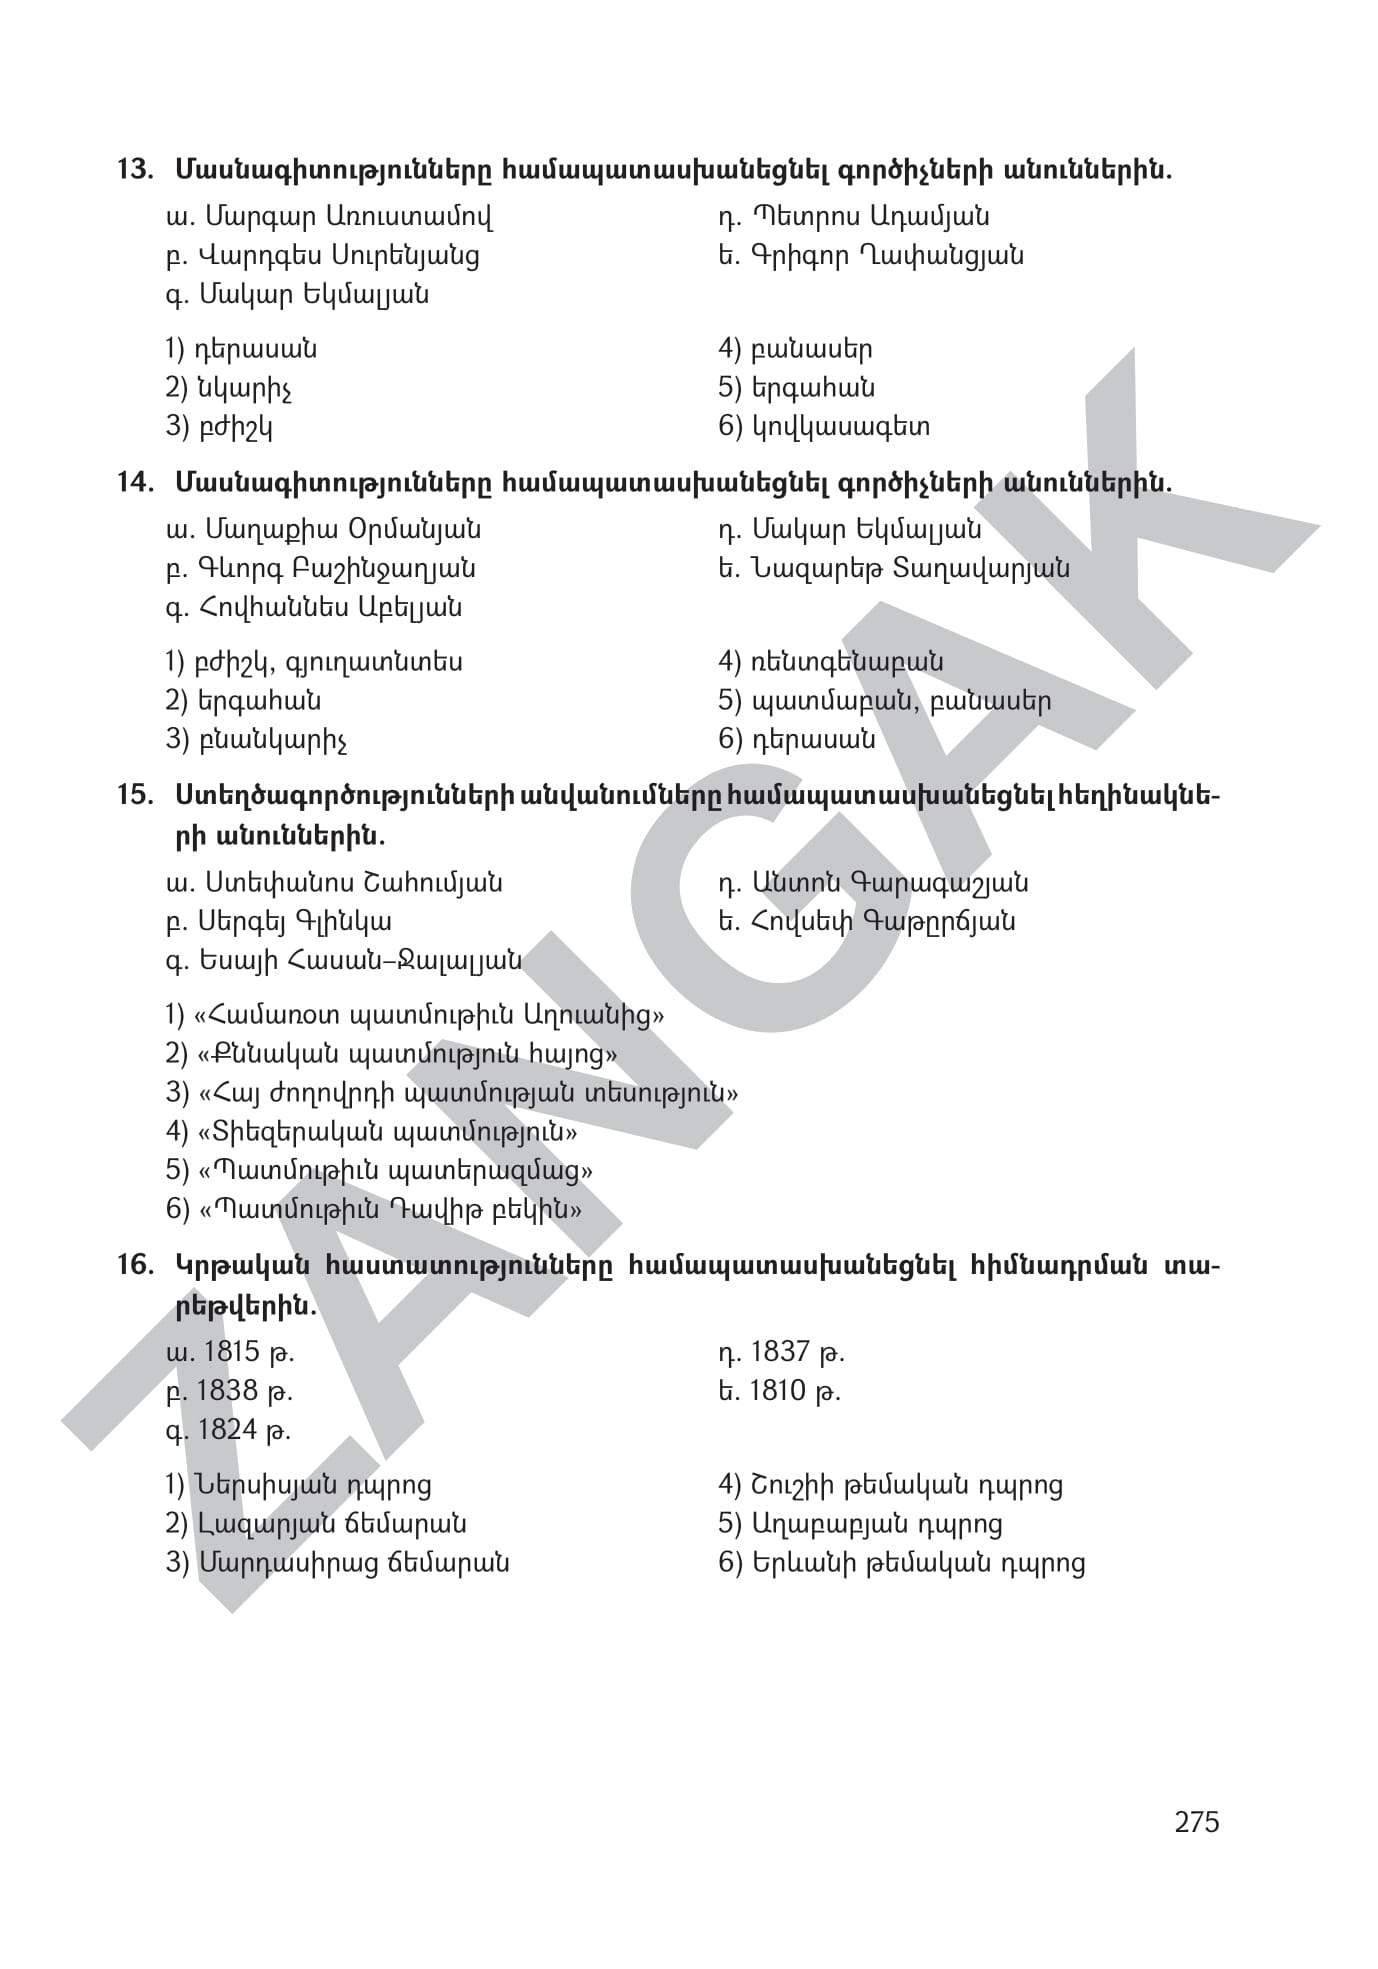 13. Մասնագիտությունները համապատասխանեցնել գործիչների անուններին.
ա. Մարգար Առուստամով
դ. Պետրոս Ադամյան
բ. Վարդգես Սուրենյանց
ե. Գրիգոր Ղափանցյան
գ. Մակար Եկմալյան
1) դերասան
4) բանասեր
2) նկարիչ
5) երգահան
3) բժիշկ
6) կովկասագետ
14. Մասնագիտությունները համապատասխանեցնել գործիչների անուններին.
ա. Մաղաքիա Օրմանյան
դ. Մակար Եկմալյան
բ. Գևորգ Բաշինջաղյան
ե. Նազարեթ Տաղավարյան
գ. Հովհաննես Աբելյան
1) բժիշկ, գյուղատնտես
4) ռենտգենաբան
2) երգահան
5) պատմաբան, բանասեր
3) բնանկարիչ
6) դերասան
15. Ստեղծագործությունների անվանումները համապատասխանեցնել հեղինակնե-
րի անուններին.
ա. Ստեփանոս Շահումյան
դ. Անտոն Գարագաշյան
բ. Սերգեյ Գլինկա
ե. Հովսեփ Գաթըրճյան
գ. Եսայի Հասան–Ջալալյան
1) «Համառօտ պատմութիւն Աղուանից»
2) «Քննական պատմություն հայոց»
3) «Հայ ժողովրդի պատմության տեսություն»
4) «Տիեզերական պատմություն»
5) «Պատմութիւն պատերազմաց»
6) «Պատմութիւն Դավիթ բեկին»
16. Կրթական հաստատությունները համապատասխանեցնել հիմնադրման տա-
րեթվերին.
ա. 1815 թ.
դ. 1837 թ.
բ. 1838 թ.
ե. 1810 թ.
գ. 1824 թ.
1) Ներսիսյան դպրոց
4) Շուշիի թեմական դպրոց
2) Լազարյան ճեմարան
5) Աղաբաբյան դպրոց
3) Մարդասիրաց ճեմարան
6) Երևանի թեմական դպրոց
275
ZANGAK